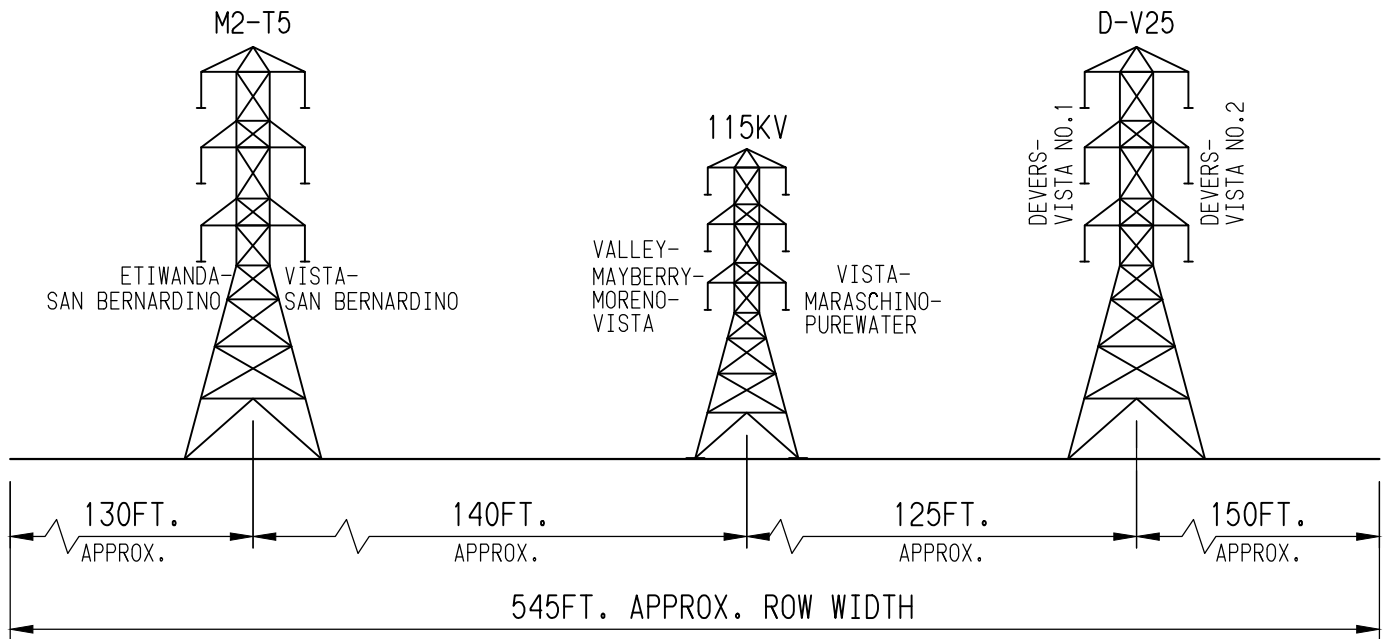 M2-T5
D-V25
115KV
DEVERS-
VISTA NO.1
DEVERS-
VISTA NO.2
ETIWANDA-
SAN BERNARDINO
VISTA-
SAN BERNARDINO
VALLEY-
MAYBERRY-
MORENO-
VISTA
VISTA-
MARASCHINO-
PUREWATER
130FT.
APPROX.
140FT.
APPROX.
125FT.
APPROX.
150FT.
APPROX.
545FT. APPROX. ROW WIDTH